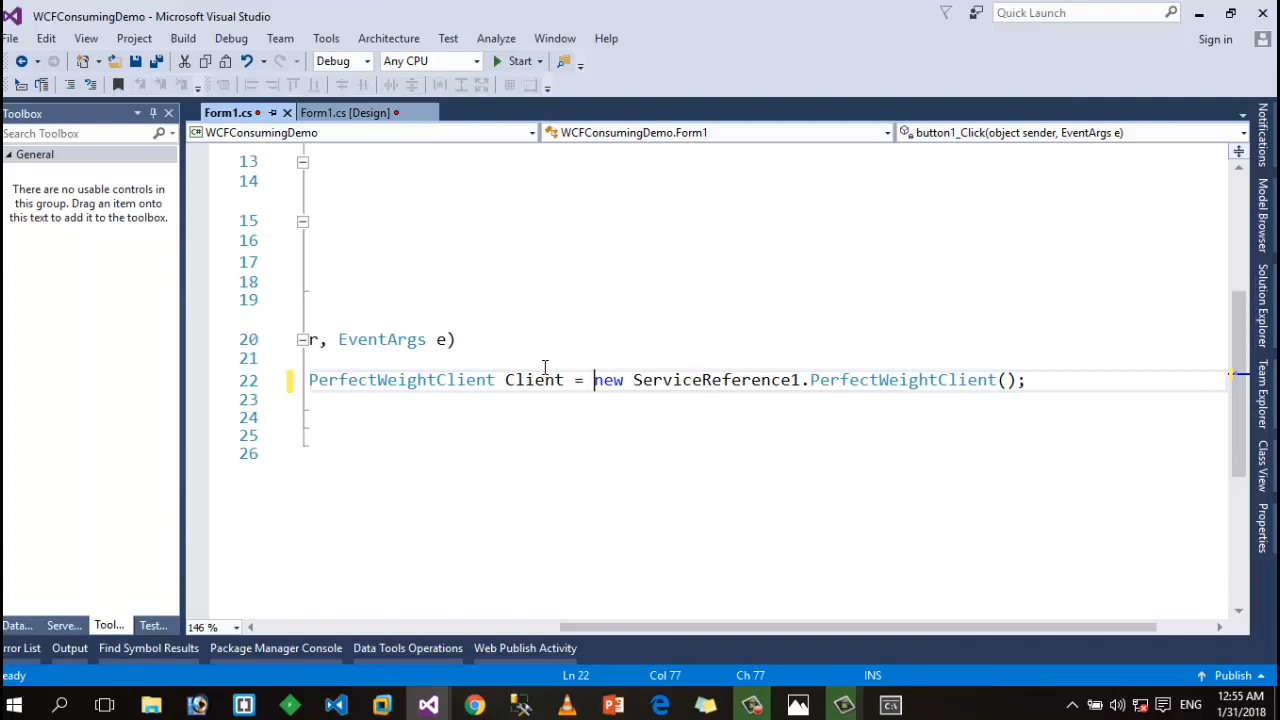 WCFConsumingDemo - Microsoft Visual Studio
Quick Launch
File Edit View Project Build Debug Team Tools Architecture Test Analyze Window Help
Sign in
Debug Any CPU Start
Toolbox
Form1.cs
Form1.cs [Design]
Search Toolbox
WCFConsumingDemo
WCFConsumingDemo.Form1
button1_Click(object sender, EventArgs e)
General
There are no usable controls in
this group. Drag an item onto
this text to add it to the toolbox.
13
14
15
16
17
18
19
20 r, EventArgs e)
21
22 PerfectWeightClient Client = new ServiceReference1.PerfectWeightClient();
23
24
25
26
Notifications
Model Browser
Solution Explorer
Team Explorer
Class View
Properties
146 %
Data... Serve... Tool... Test...
rror List Output Find Symbol Results Package Manager Console Data Tools Operations Web Publish Activity
eady Ln 22 Col 77 Ch 77 INS Publish
ENG
12:55 AM
1/31/2018